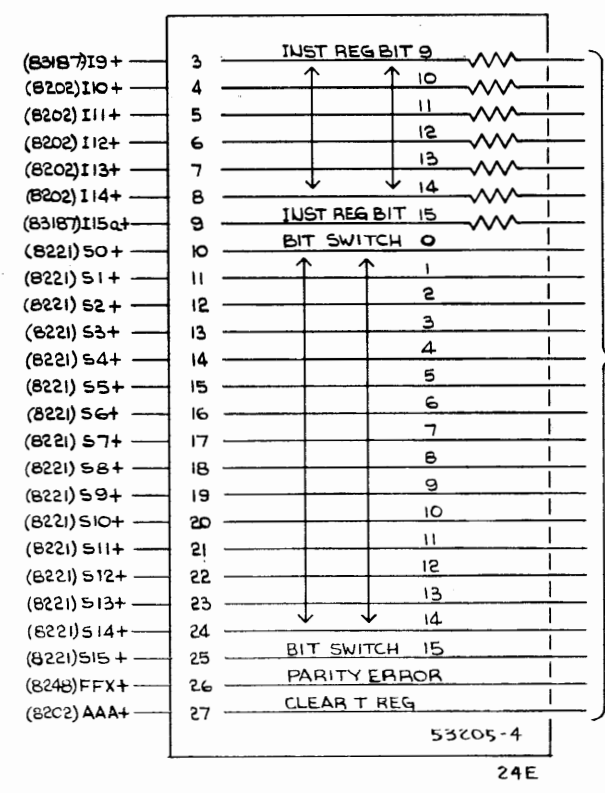 (83187)I9+ 3 INST REG BIT 9
(8202)I10+ 4 10
(8202)I11+ 5 11
(8202)I12+ 6 12
(8202)I13+ 7 13
(8202)I14+ 8 14
(83187)I15a+ 9 INST REG BIT 15
(8221)S0+ 10 BIT SWITCH 0
(8221)S1+ 11 1
(8221)S2+ 12 2
(8221)S3+ 13 3
(8221)S4+ 14 4
(8221)S5+ 15 5
(8221)S6+ 16 6
(8221)S7+ 17 7
(8221)S8+ 18 8
(8221)S9+ 19 9
(8221)S10+ 20 10
(8221)S11+ 21 11
(8221)S12+ 22 12
(8221)S13+ 23 13
(8221)S14+ 24 14
(8221)S15+ 25 BIT SWITCH 15
(8248)FFX+ 26 PARITY ERROR
(8202)AAA+ 27 CLEAR T REG
53205-4
24E